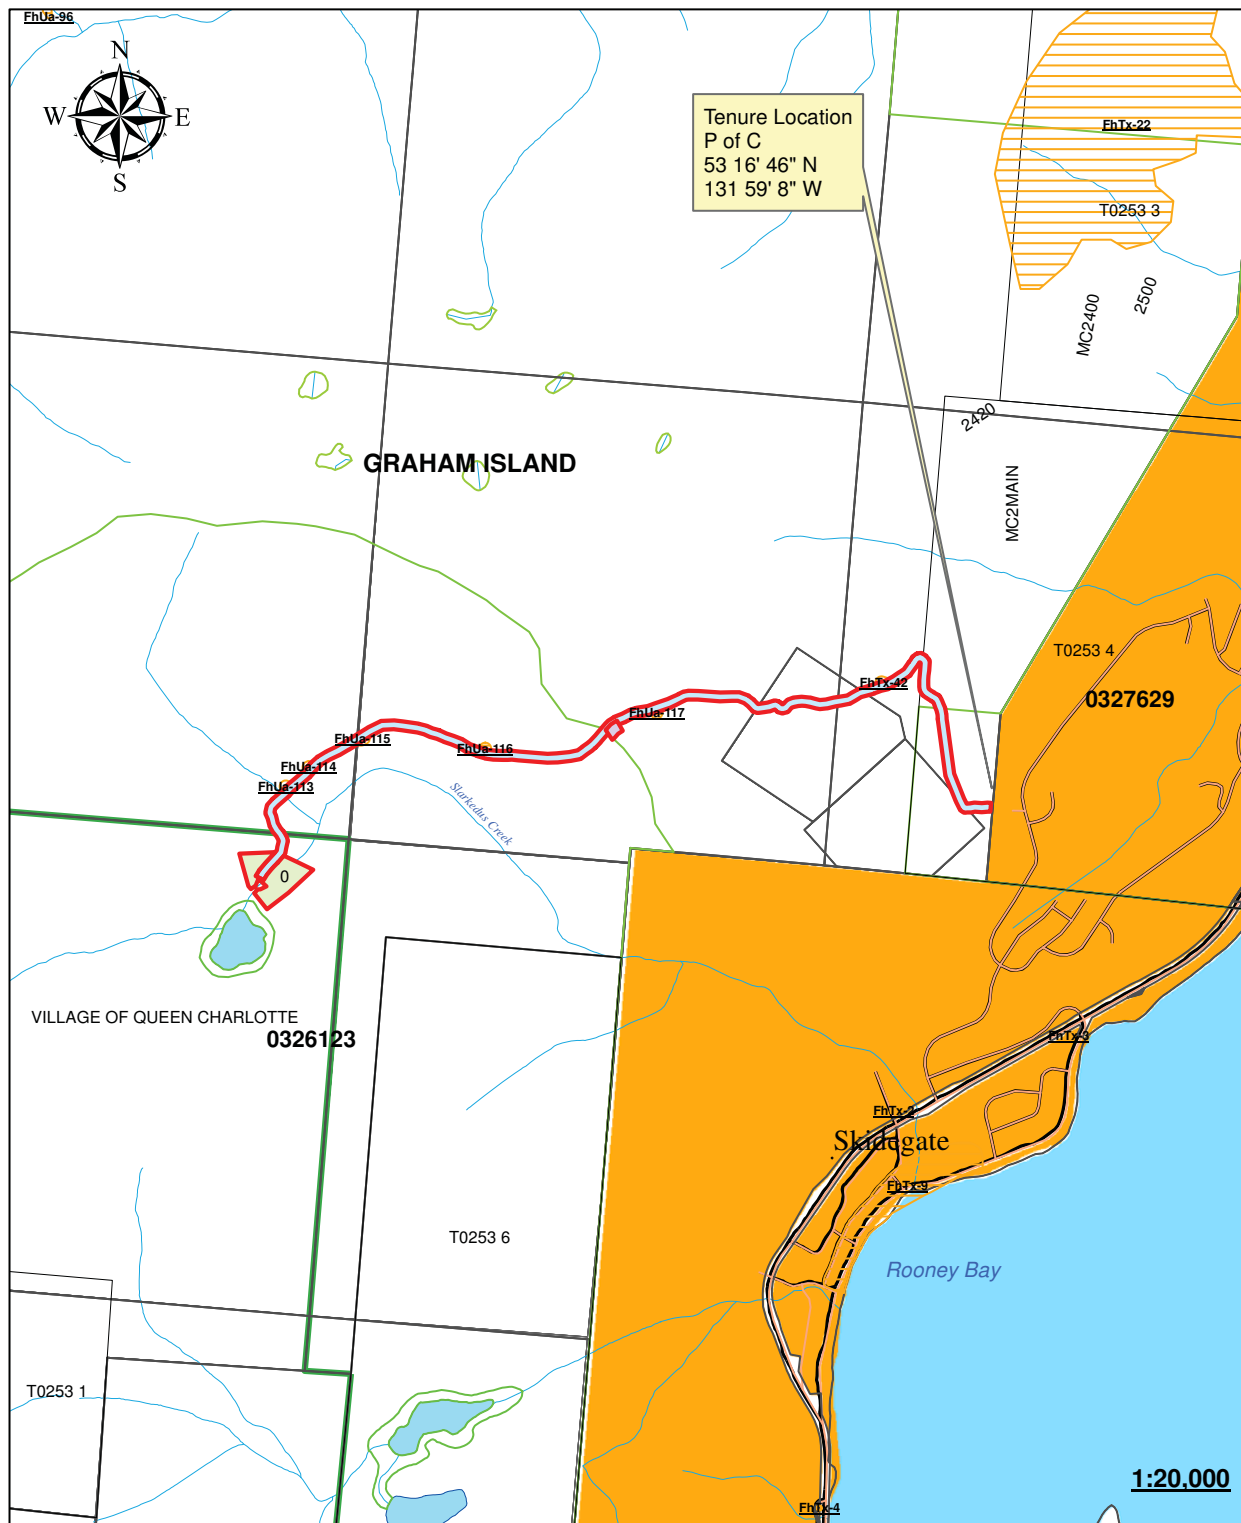 FhUa-96
N
W
E
S
Tenure Location
P of C
53 16' 46" N
131 59' 8" W
FhTx-22
T0253 3
MC2400
2500
2420
MC2MAIN
GRAHAM ISLAND
T0253 4
0327629
FhTx-42
FhUa-117
FhUa-115
FhUa-116
FhUa-114
FhUa-113
Slarkedus Creek
0
VILLAGE OF QUEEN CHARLOTTE
0326123
FhTx-3
FhTx-2
Skidegate
FhTx-9
T0253 6
Rooney Bay
T0253 1
1:20,000
FhTx-4